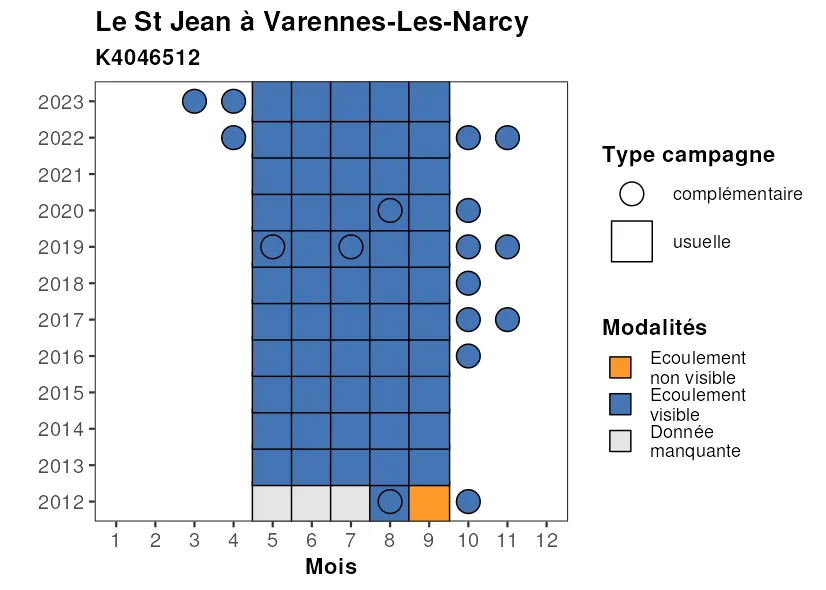 Le St Jean à Varennes-Les-Narcy
K4046512
2023
2022
2021
2020
2019
2018
2017
2016
2015
2014
2013
2012
1 2 3 4 5 6 7 8 9 10 11 12
Mois
Type campagne
complémentaire
usuelle
Modalités
Ecoulement
non visible
Ecoulement
visible
Donnée
manquante